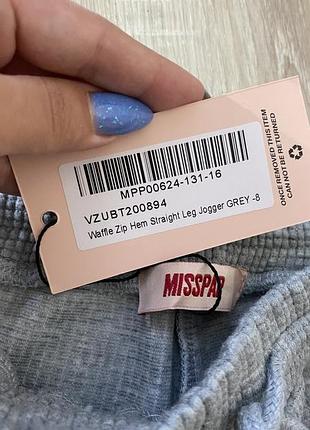 MPP00624-131-16
VZUBT200894
Waffle Zip Hem Straight Leg Jogger GREY -8
ONCE REMOVED THIS ITEM
CAN NOT BE RETURNED
MISSPAP